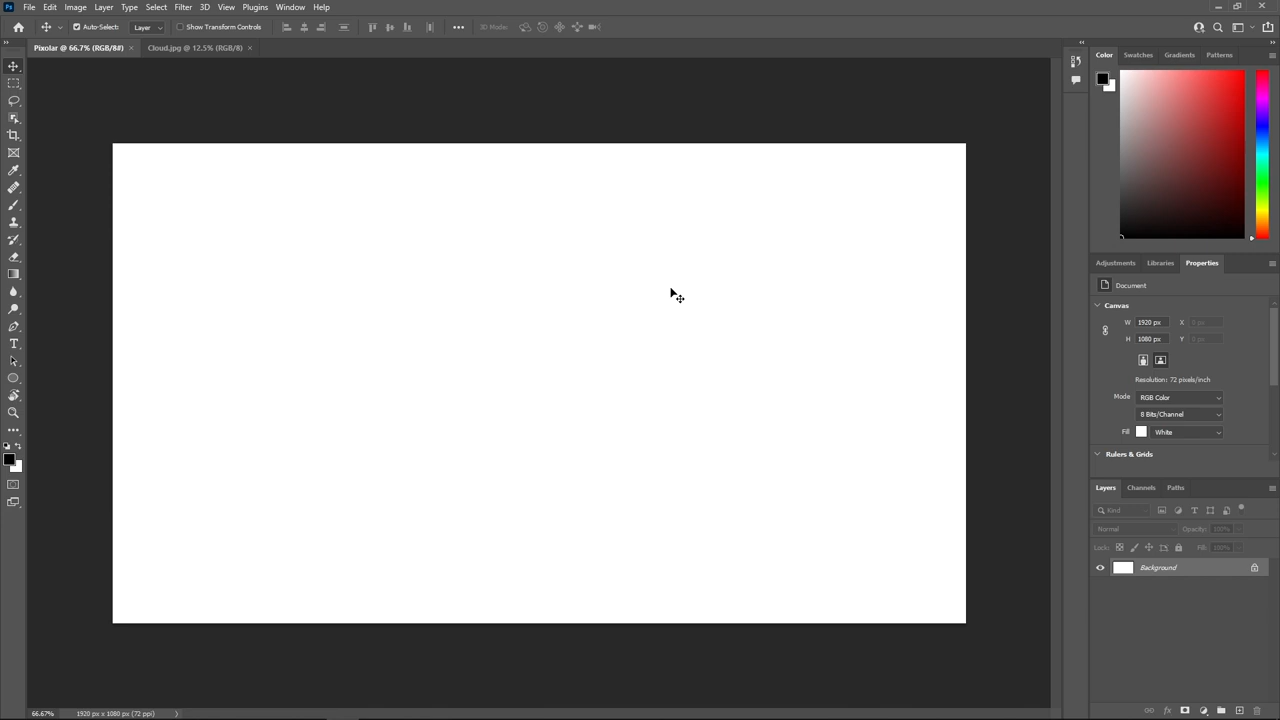 Ps File Edit Image Layer Type Select Filter 3D View Plugins Window Help
Auto-Select: Layer Show Transform Controls 3D Mode:
Pixolar @ 66.7% (RGB/8#) × Cloud.jpg @ 12.5% (RGB/8) ×
Color Swatches Gradients Patterns
Adjustments Libraries Properties
Document
Canvas
W 1920 px X 0 px
H 1080 px Y 0 px
Resolution: 72 pixels/inch
Mode RGB Color
8 Bits/Channel
Fill White
Rulers & Grids
Layers Channels Paths
Kind
Normal Opacity: 100%
Lock: Fill: 100%
Background
66.67% 1920 px x 1080 px (72 ppi)